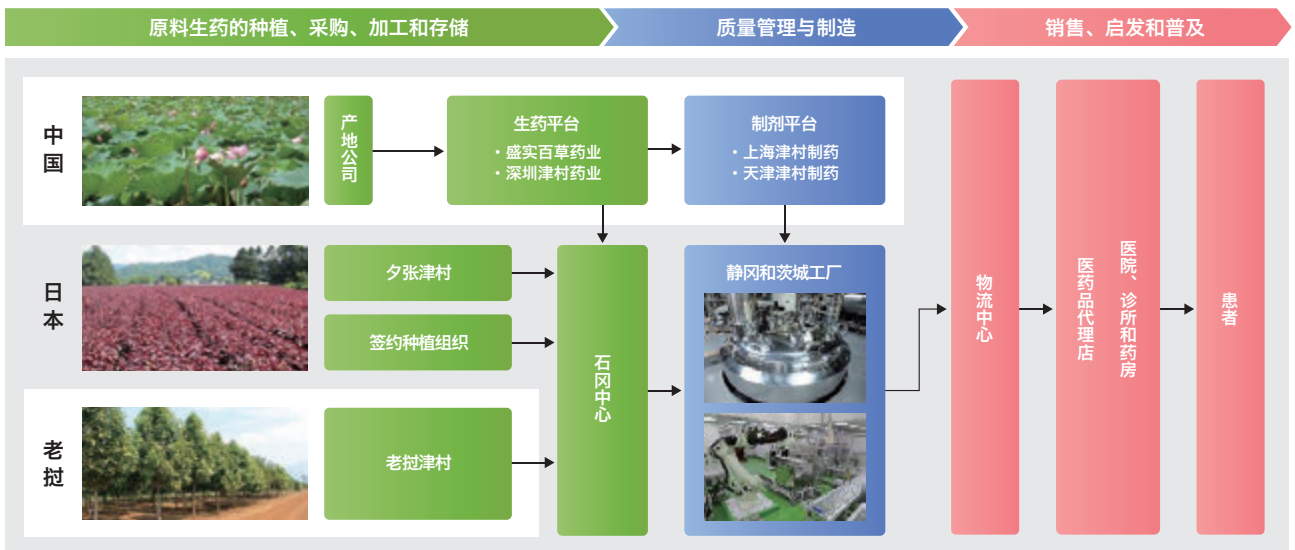 原料生药的种植、采购、加工和存储
质量管理与制造
销售、启发和普及
中国
产地公司
生药平台
・盛实百草药业
・深圳津村药业
制剂平台
・上海津村制药
・天津津村制药
日本
夕张津村
签约种植组织
石冈中心
静冈和茨城工厂
物流中心
医药品代理店
医院、诊所和药房
患者
老挝
老挝津村